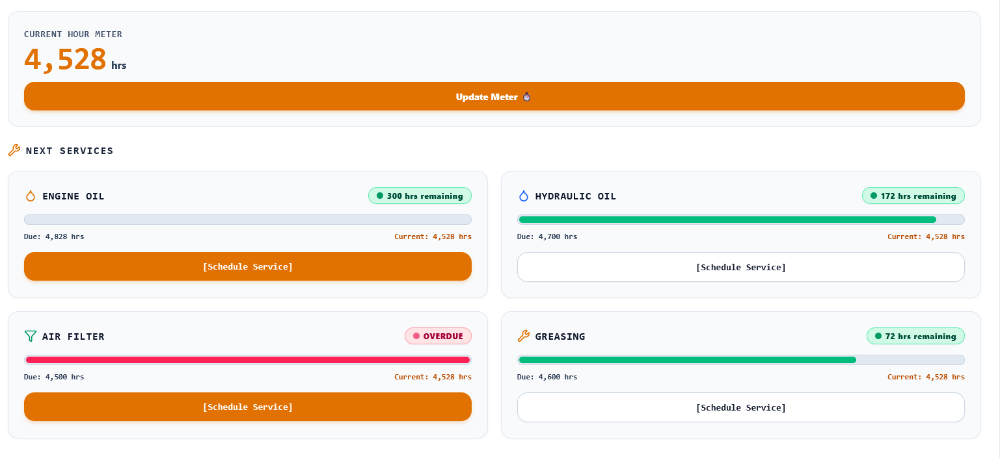 CURRENT HOUR METER
4,528 hrs
Update Meter ⏱
NEXT SERVICES
ENGINE OIL
300 hrs remaining
Due: 4,828 hrs
Current: 4,528 hrs
[Schedule Service]
HYDRAULIC OIL
172 hrs remaining
Due: 4,700 hrs
Current: 4,528 hrs
[Schedule Service]
AIR FILTER
OVERDUE
Due: 4,500 hrs
Current: 4,528 hrs
[Schedule Service]
GREASING
72 hrs remaining
Due: 4,600 hrs
Current: 4,528 hrs
[Schedule Service]